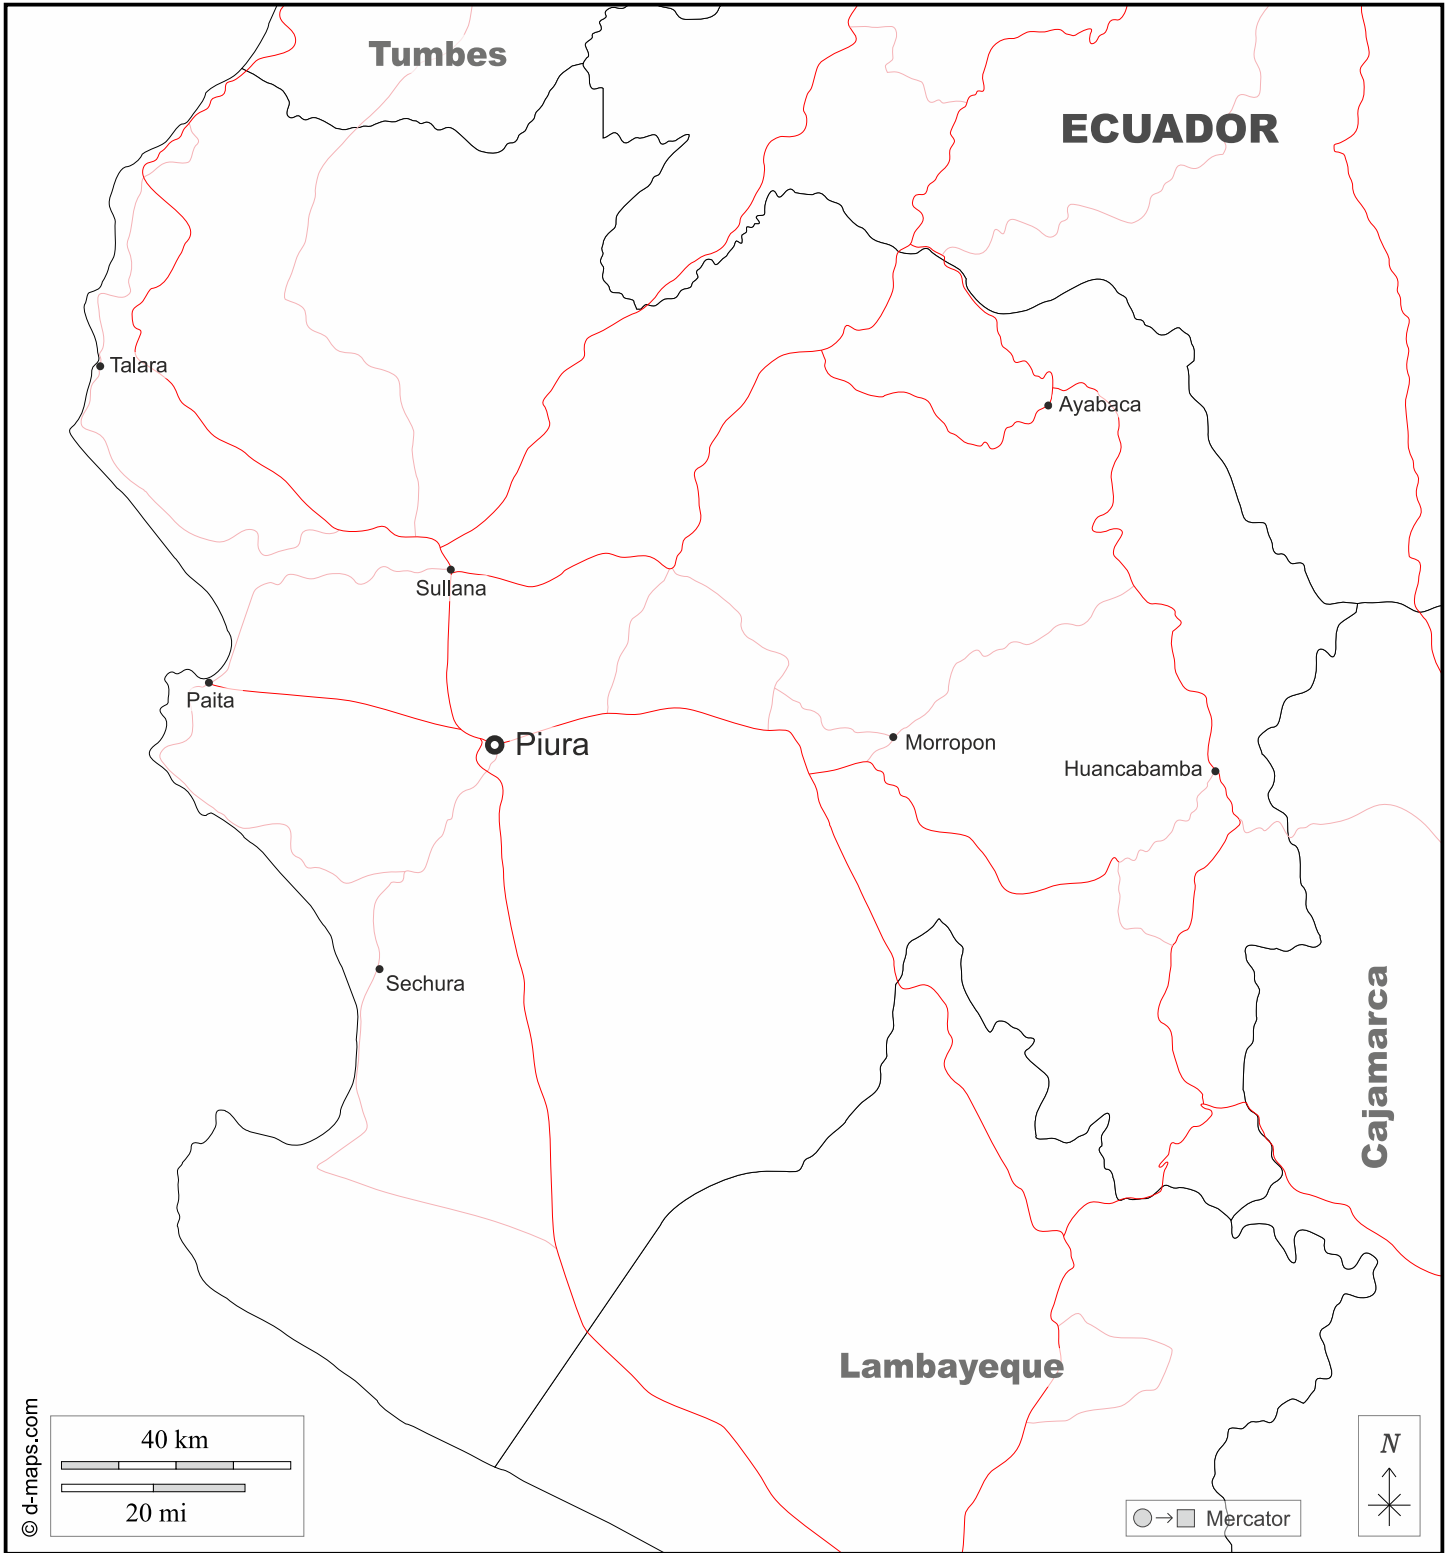 Tumbes
ECUADOR
Talara
Ayabaca
Sullana
Paita
Piura
Morropon
Huancabamba
Sechura
Cajamarca
Lambayeque
© d-maps.com
40 km
20 mi
Mercator
N